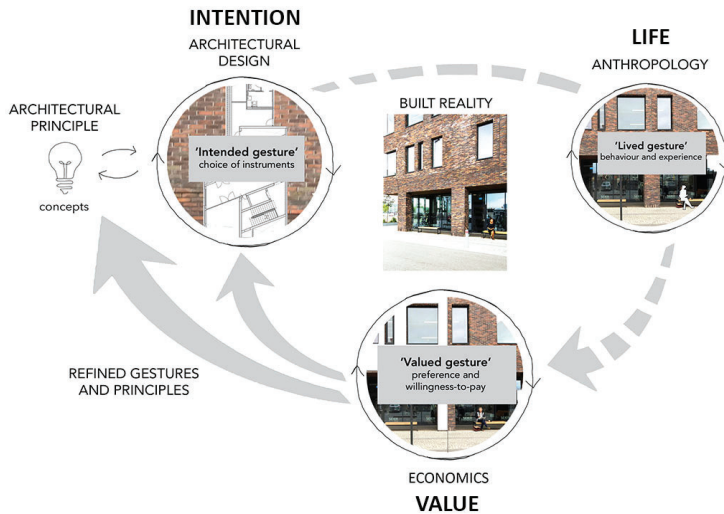 INTENTION
ARCHITECTURAL
DESIGN
LIFE
ANTHROPOLOGY
ARCHITECTURAL
PRINCIPLE
concepts
'Intended gesture'
choice of instruments
BUILT REALITY
'Lived gesture'
behaviour and experience
'Valued gesture'
preference and
willingness-to-pay
REFINED GESTURES
AND PRINCIPLES
ECONOMICS
VALUE